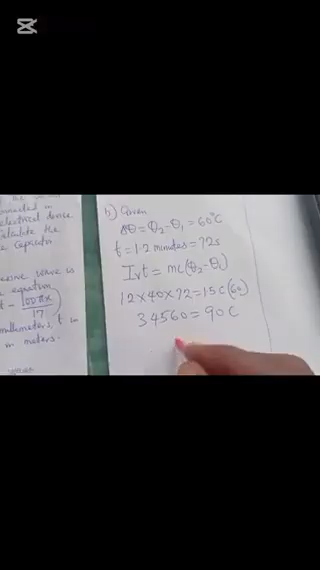 connected in
electrical device
Calculate the
e capacitor
b) Given
Δθ = θ₂ - θ₁ = 60°C
t = 1.2 minutes = 72s
Ivt = mc(θ₂ - θ₁)
12 × 40 × 72 = 15C(60)
34560 = 90C
wave is
equation
100πx
17
millimeters, t in
in meters.